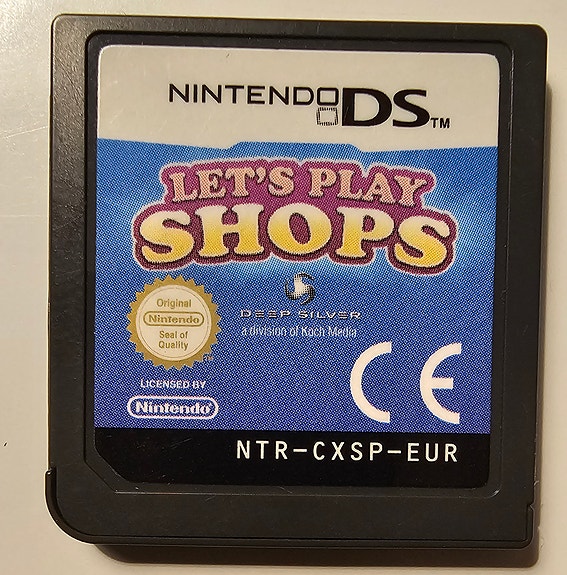 NINTENDO DS™
LET'S PLAY
SHOPS
DEEP SILVER
a division of Koch Media
Original
Nintendo
Seal of
Quality
LICENSED BY
Nintendo
CE
NTR-CXSP-EUR